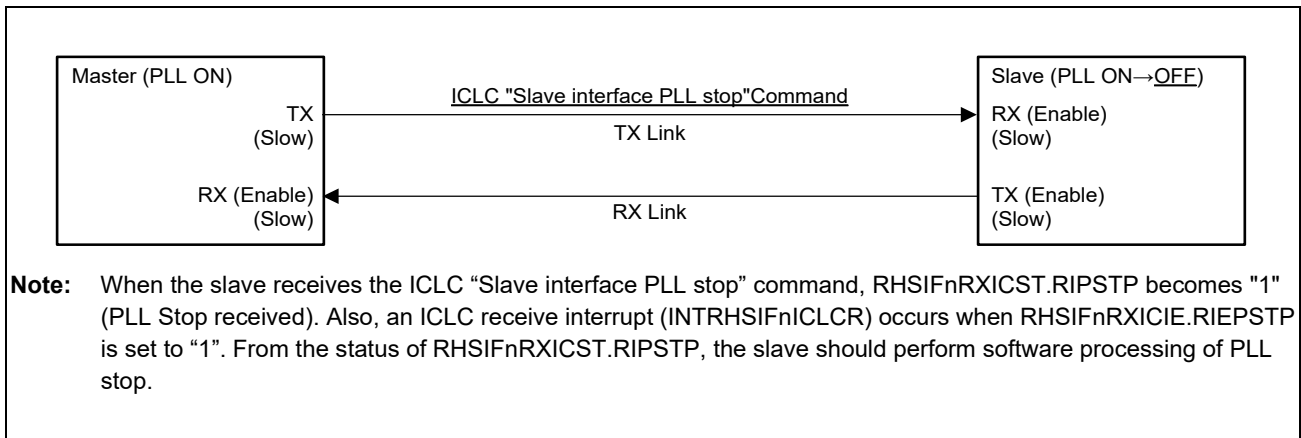 Master (PLL ON)
TX
(Slow)
RX (Enable)
(Slow)
ICLC "Slave interface PLL stop"Command
TX Link
RX Link
Slave (PLL ON→OFF)
RX (Enable)
(Slow)
TX (Enable)
(Slow)
Note: When the slave receives the ICLC “Slave interface PLL stop” command, RHSIFnRXICST.RIPSTP becomes "1"
(PLL Stop received). Also, an ICLC receive interrupt (INTRHSIFnICLCR) occurs when RHSIFnRXICIE.RIEPSTP
is set to “1”. From the status of RHSIFnRXICST.RIPSTP, the slave should perform software processing of PLL
stop.